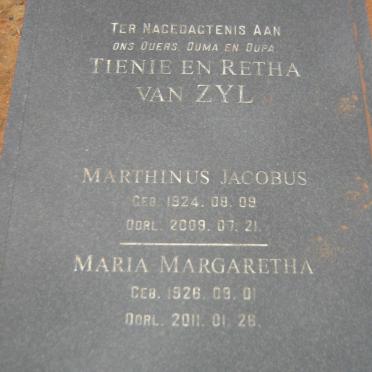 TER NAGEDAGTENIS AAN
ONS OUERS, OUMA EN OUPA
TIENIE EN RETHA
VAN ZYL
MARTHINUS JACOBUS
GEB. 1924. 08. 09
OORL. 2009. 07. 21.
MARIA MARGARETHA
GEB. 1926. 09. 01
OORL. 2011. 01. 26.